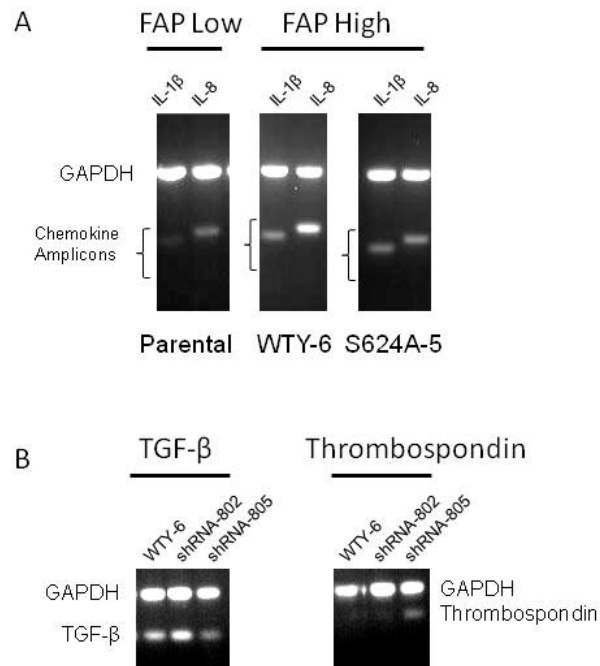 A
FAP Low FAP High
IL-1β IL-8 IL-1β IL-8 IL-1β IL-8
GAPDH
Chemokine
Amplicons
Parental WTY-6 S624A-5
B
TGF-β Thrombospondin
WTY-6 shRNA-802 shRNA-805 WTY-6 shRNA-802 shRNA-805
GAPDH GAPDH
TGF-β Thrombospondin